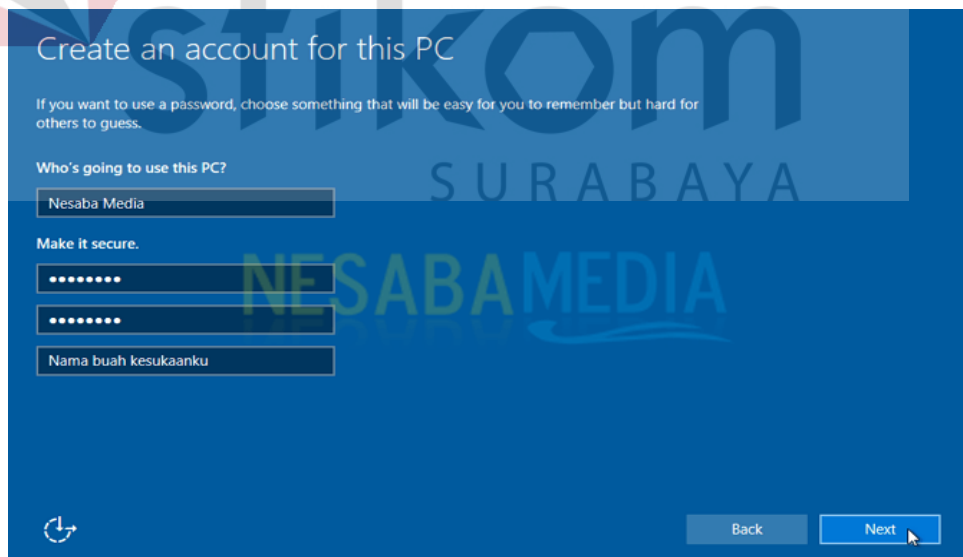 stikom
Create an account for this PC
If you want to use a password, choose something that will be easy for you to remember but hard for
others to guess.
Who's going to use this PC?
SURABAYA
Nesaba Media
Make it secure.
NESABAMEDIA
••••••••
••••••••
Nama buah kesukaanku
Back
Next